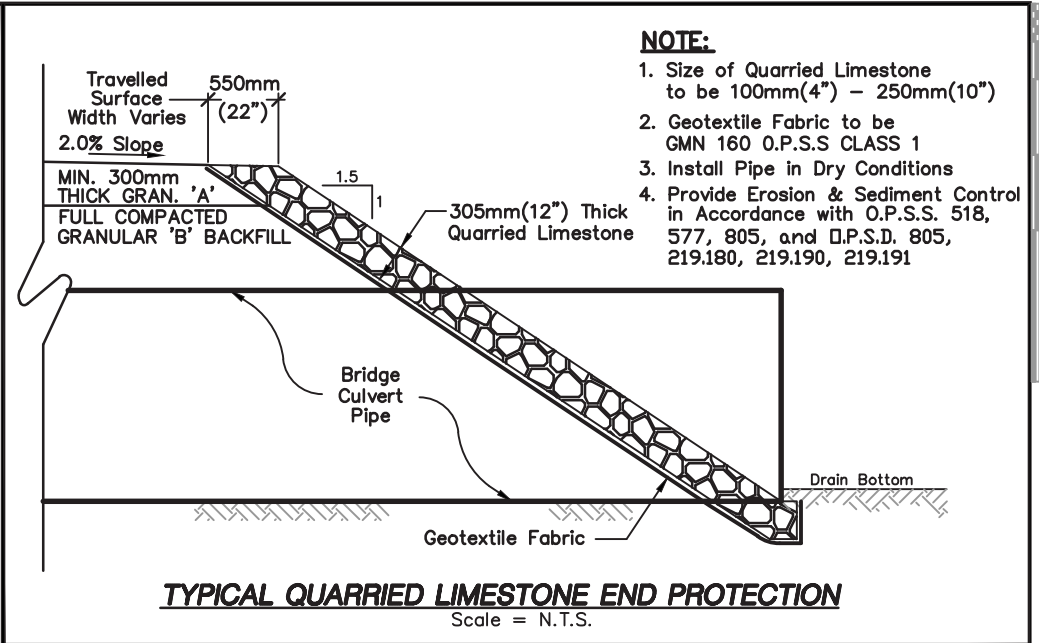 NOTE:
1. Size of Quarried Limestone
to be 100mm(4") – 250mm(10")
2. Geotextile Fabric to be
GMN 160 O.P.S.S CLASS 1
3. Install Pipe in Dry Conditions
4. Provide Erosion & Sediment Control
in Accordance with O.P.S.S. 518,
577, 805, and O.P.S.D. 805,
219.180, 219.190, 219.191
Travelled
Surface
Width Varies
550mm
(22")
2.0% Slope
MIN. 300mm
THICK GRAN. 'A'
FULL COMPACTED
GRANULAR 'B' BACKFILL
1.5
1
305mm(12") Thick
Quarried Limestone
Bridge
Culvert
Pipe
Drain Bottom
Geotextile Fabric
TYPICAL QUARRIED LIMESTONE END PROTECTION
Scale = N.T.S.